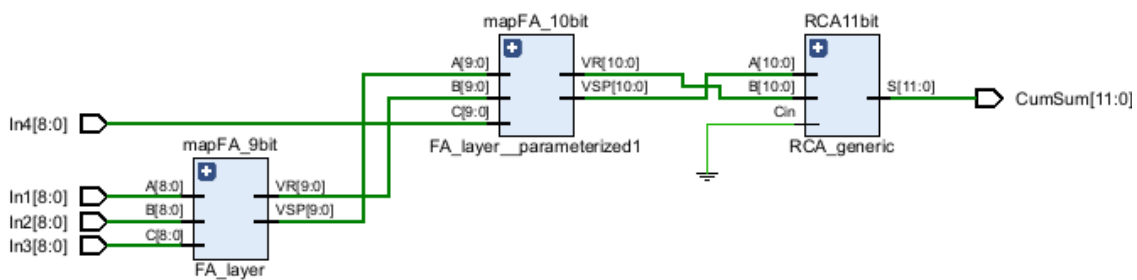 mapFA_10bit
RCA11bit
A[9:0]
VR[10:0]
A[10:0]
B[9:0]
VSP[10:0]
B[10:0]
S[11:0]
CumSum[11:0]
C[9:0]
Cin
In4[8:0]
FA_layer__parameterized1
RCA_generic
mapFA_9bit
In1[8:0]
A[8:0]
VR[9:0]
In2[8:0]
B[8:0]
VSP[9:0]
In3[8:0]
C[8:0]
FA_layer